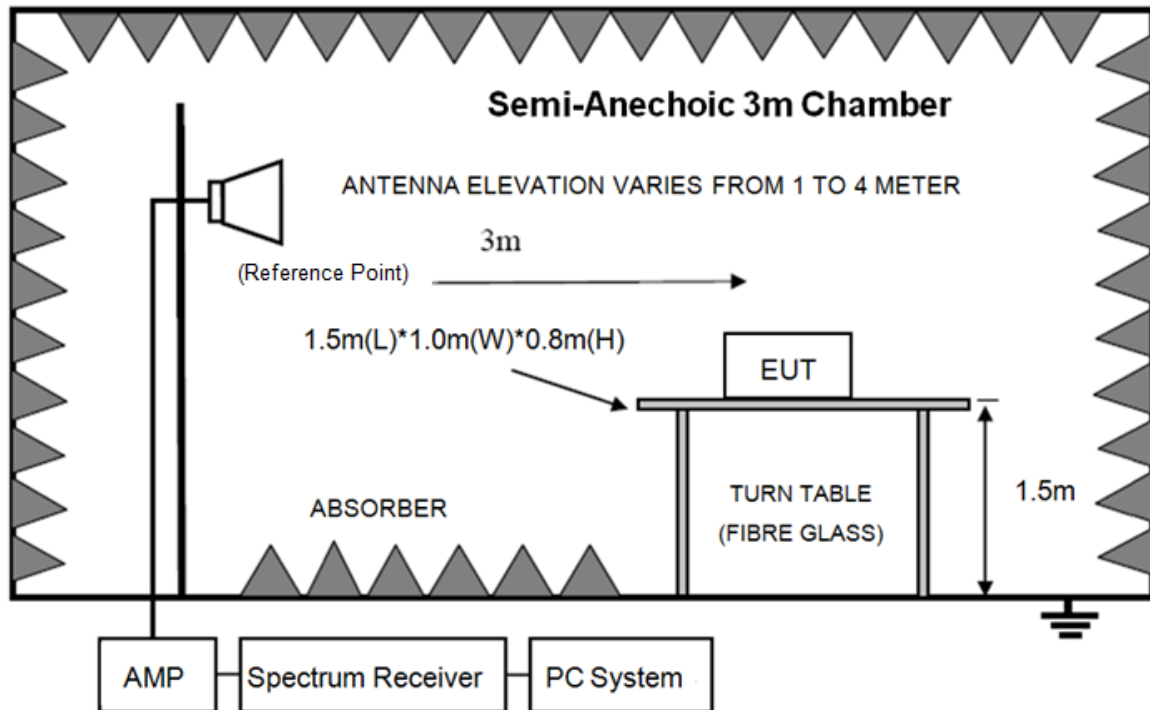 Semi-Anechoic 3m Chamber
ANTENNA ELEVATION VARIES FROM 1 TO 4 METER
3m
(Reference Point)
1.5m(L)*1.0m(W)*0.8m(H)
EUT
TURN TABLE
(FIBRE GLASS)
1.5m
ABSORBER
AMP
Spectrum Receiver
PC System